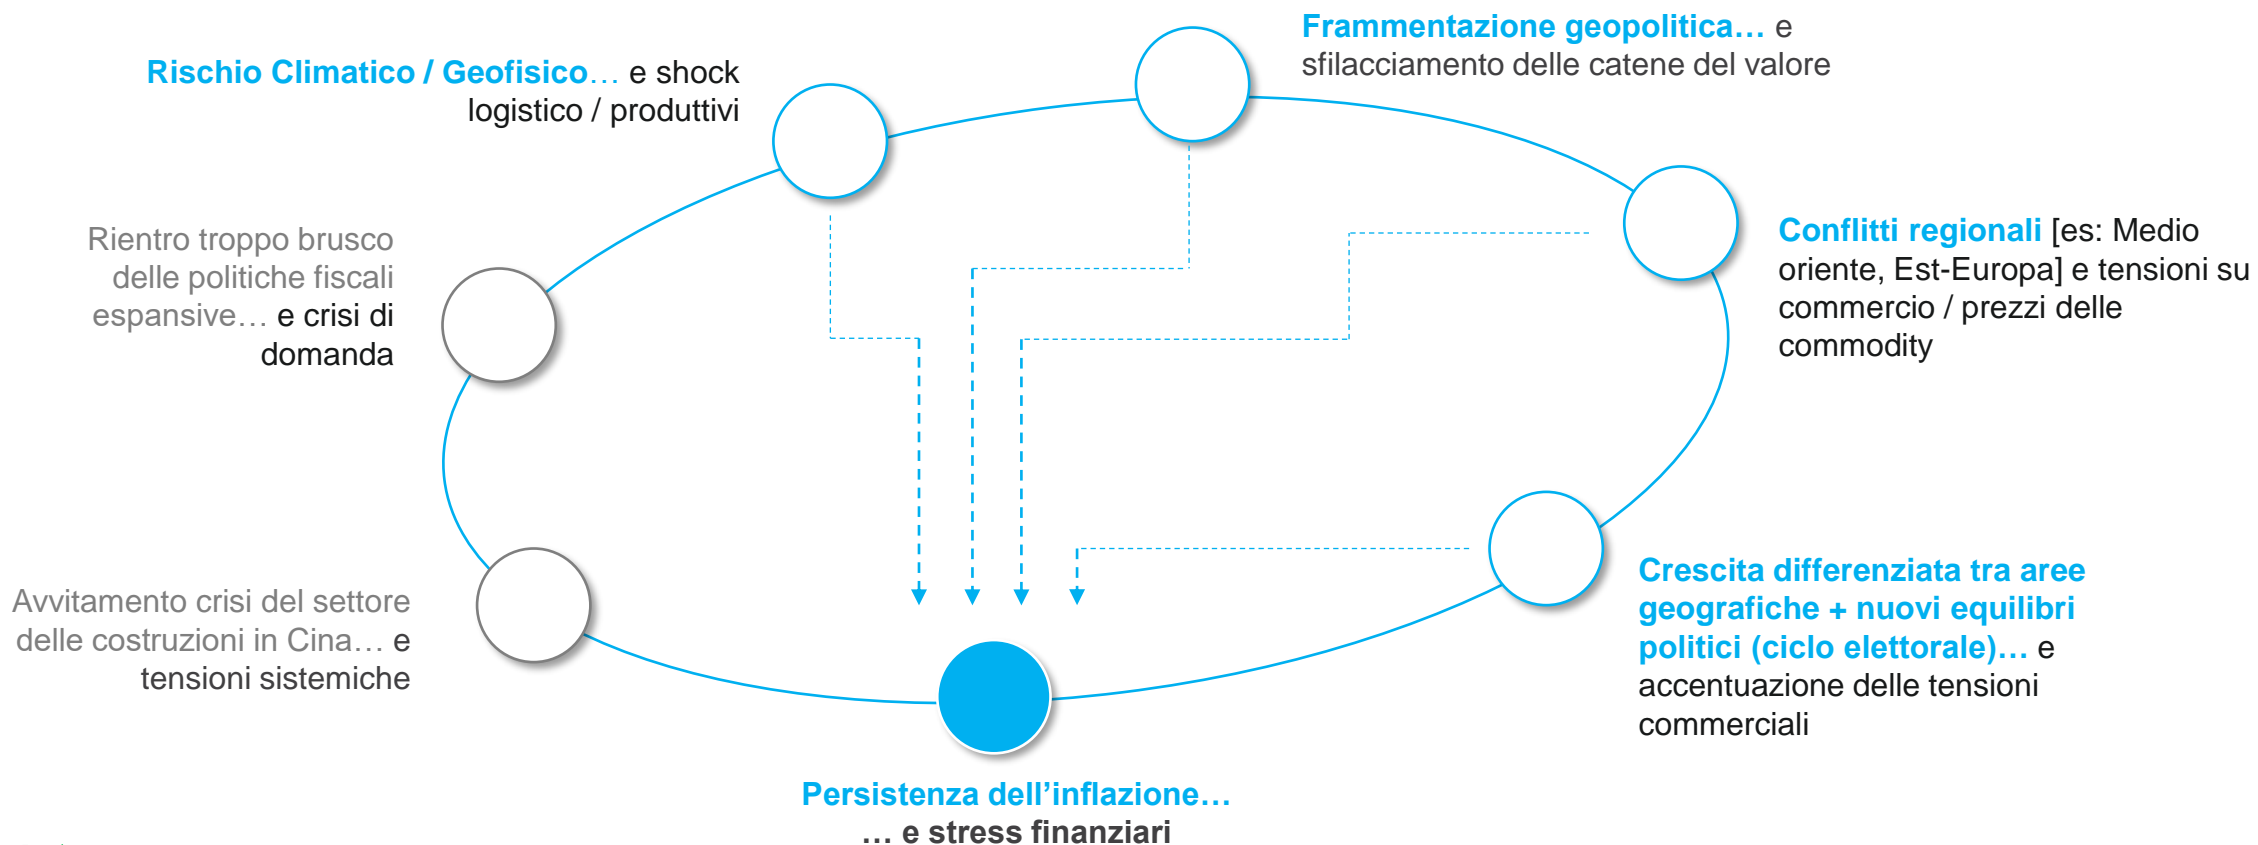 Frammentazione geopolitica… e
sfilacciamento delle catene del valore
Rischio Climatico / Geofisico… e shock
logistico / produttivi
Conflitti regionali [es: Medio
oriente, Est-Europa] e tensioni su
commercio / prezzi delle
commodity
Rientro troppo brusco
delle politiche fiscali
espansive… e crisi di
domanda
Crescita differenziata tra aree
geografiche + nuovi equilibri
politici (ciclo elettorale)… e
accentuazione delle tensioni
commerciali
Avvitamento crisi del settore
delle costruzioni in Cina… e
tensioni sistemiche
Persistenza dell’inflazione…
… e stress finanziari